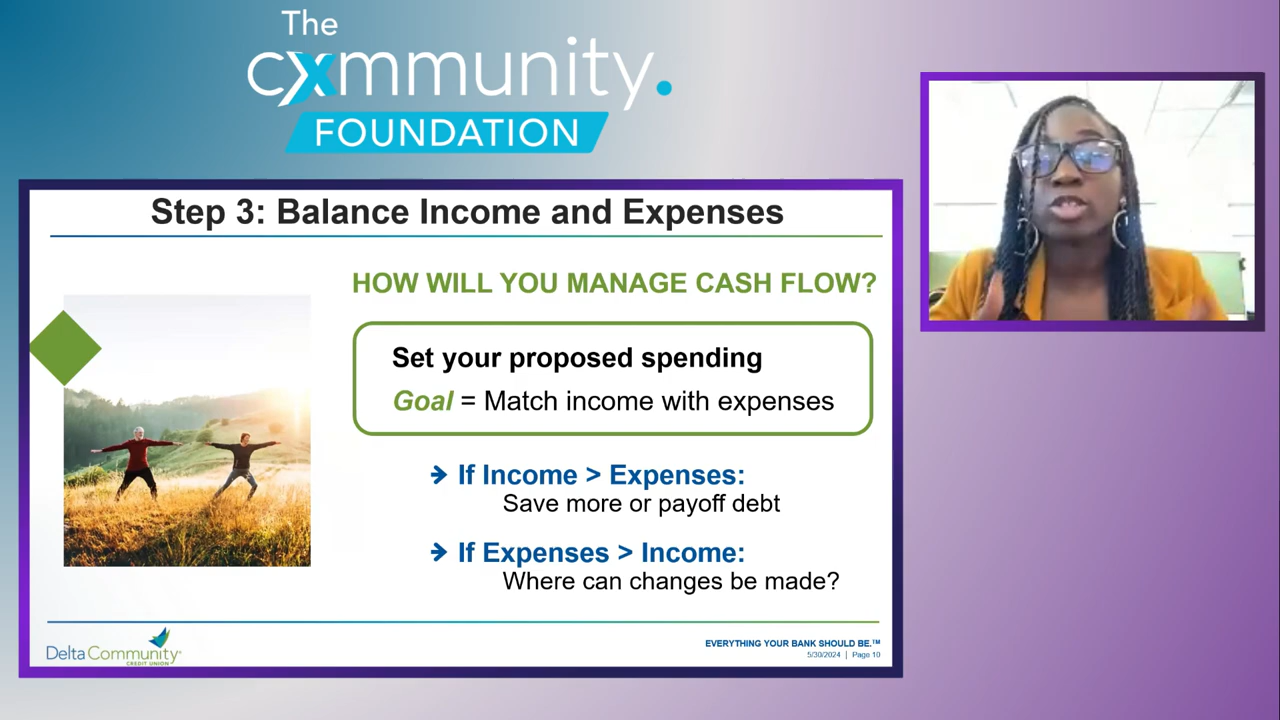 The
cxmmunity.
FOUNDATION
Step 3: Balance Income and Expenses
HOW WILL YOU MANAGE CASH FLOW?
Set your proposed spending
Goal = Match income with expenses
➔ If Income > Expenses:
Save more or payoff debt
➔ If Expenses > Income:
Where can changes be made?
Delta Community
CREDIT UNION
EVERYTHING YOUR BANK SHOULD BE.™
5/30/2024 | Page 10